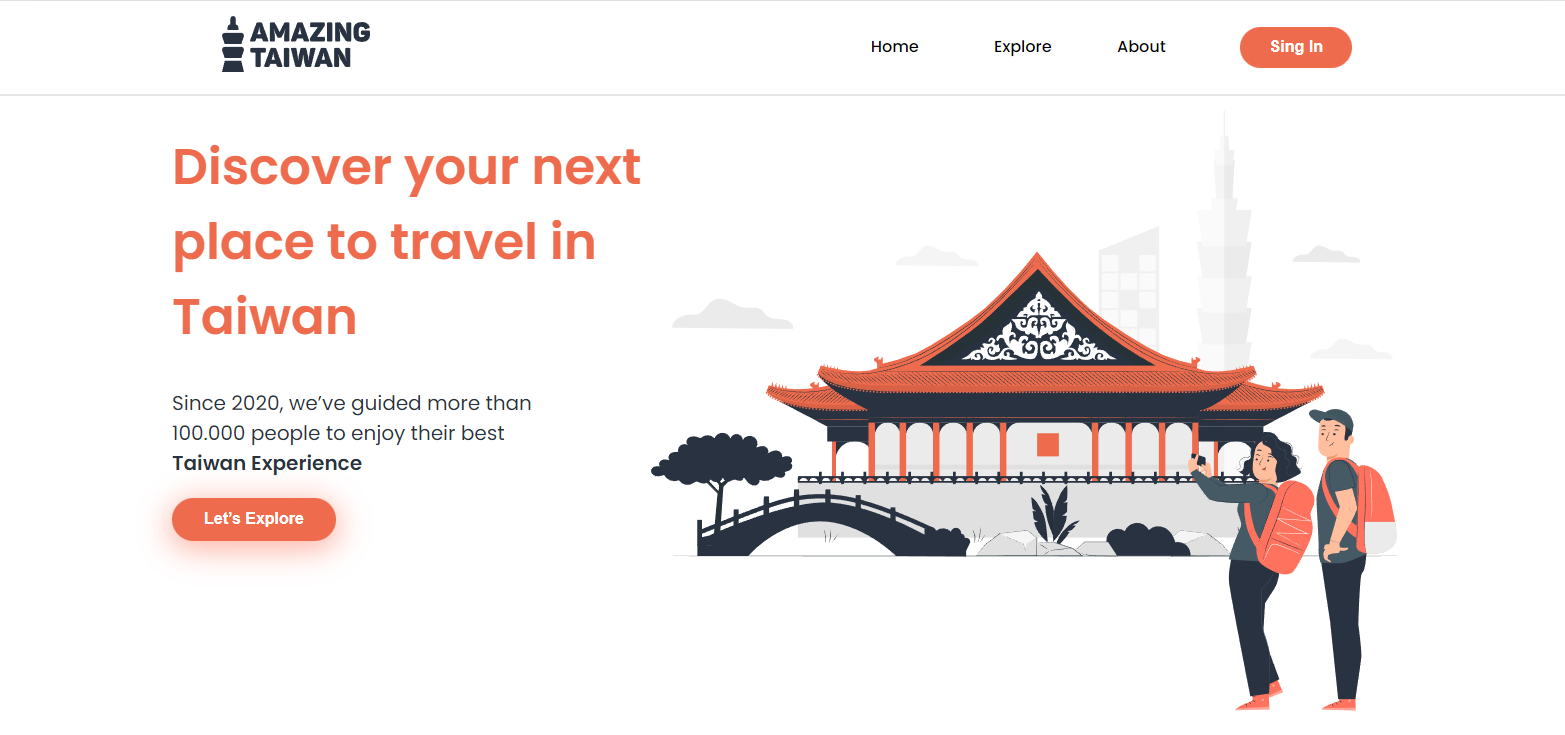 AMAZING
TAIWAN
Home
Explore
About
Sing In
Discover your next
place to travel in
Taiwan
Since 2020, we’ve guided more than
100.000 people to enjoy their best
Taiwan Experience
Let’s Explore